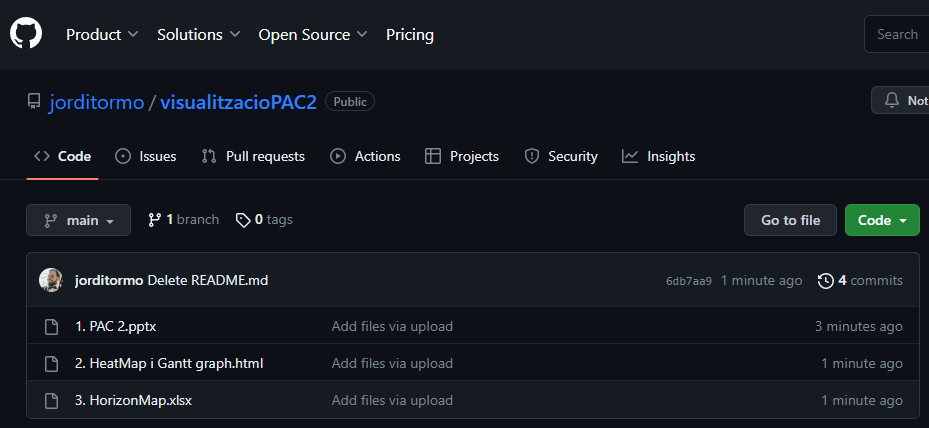 Product Solutions Open Source Pricing Search
jorditormo / visualitzacioPAC2 Public Not
Code Issues Pull requests Actions Projects Security Insights
main 1 branch 0 tags Go to file Code
jorditormo Delete README.md 6db7aa9 1 minute ago 4 commits
1. PAC 2.pptx Add files via upload 3 minutes ago
2. HeatMap i Gantt graph.html Add files via upload 1 minute ago
3. HorizonMap.xlsx Add files via upload 1 minute ago